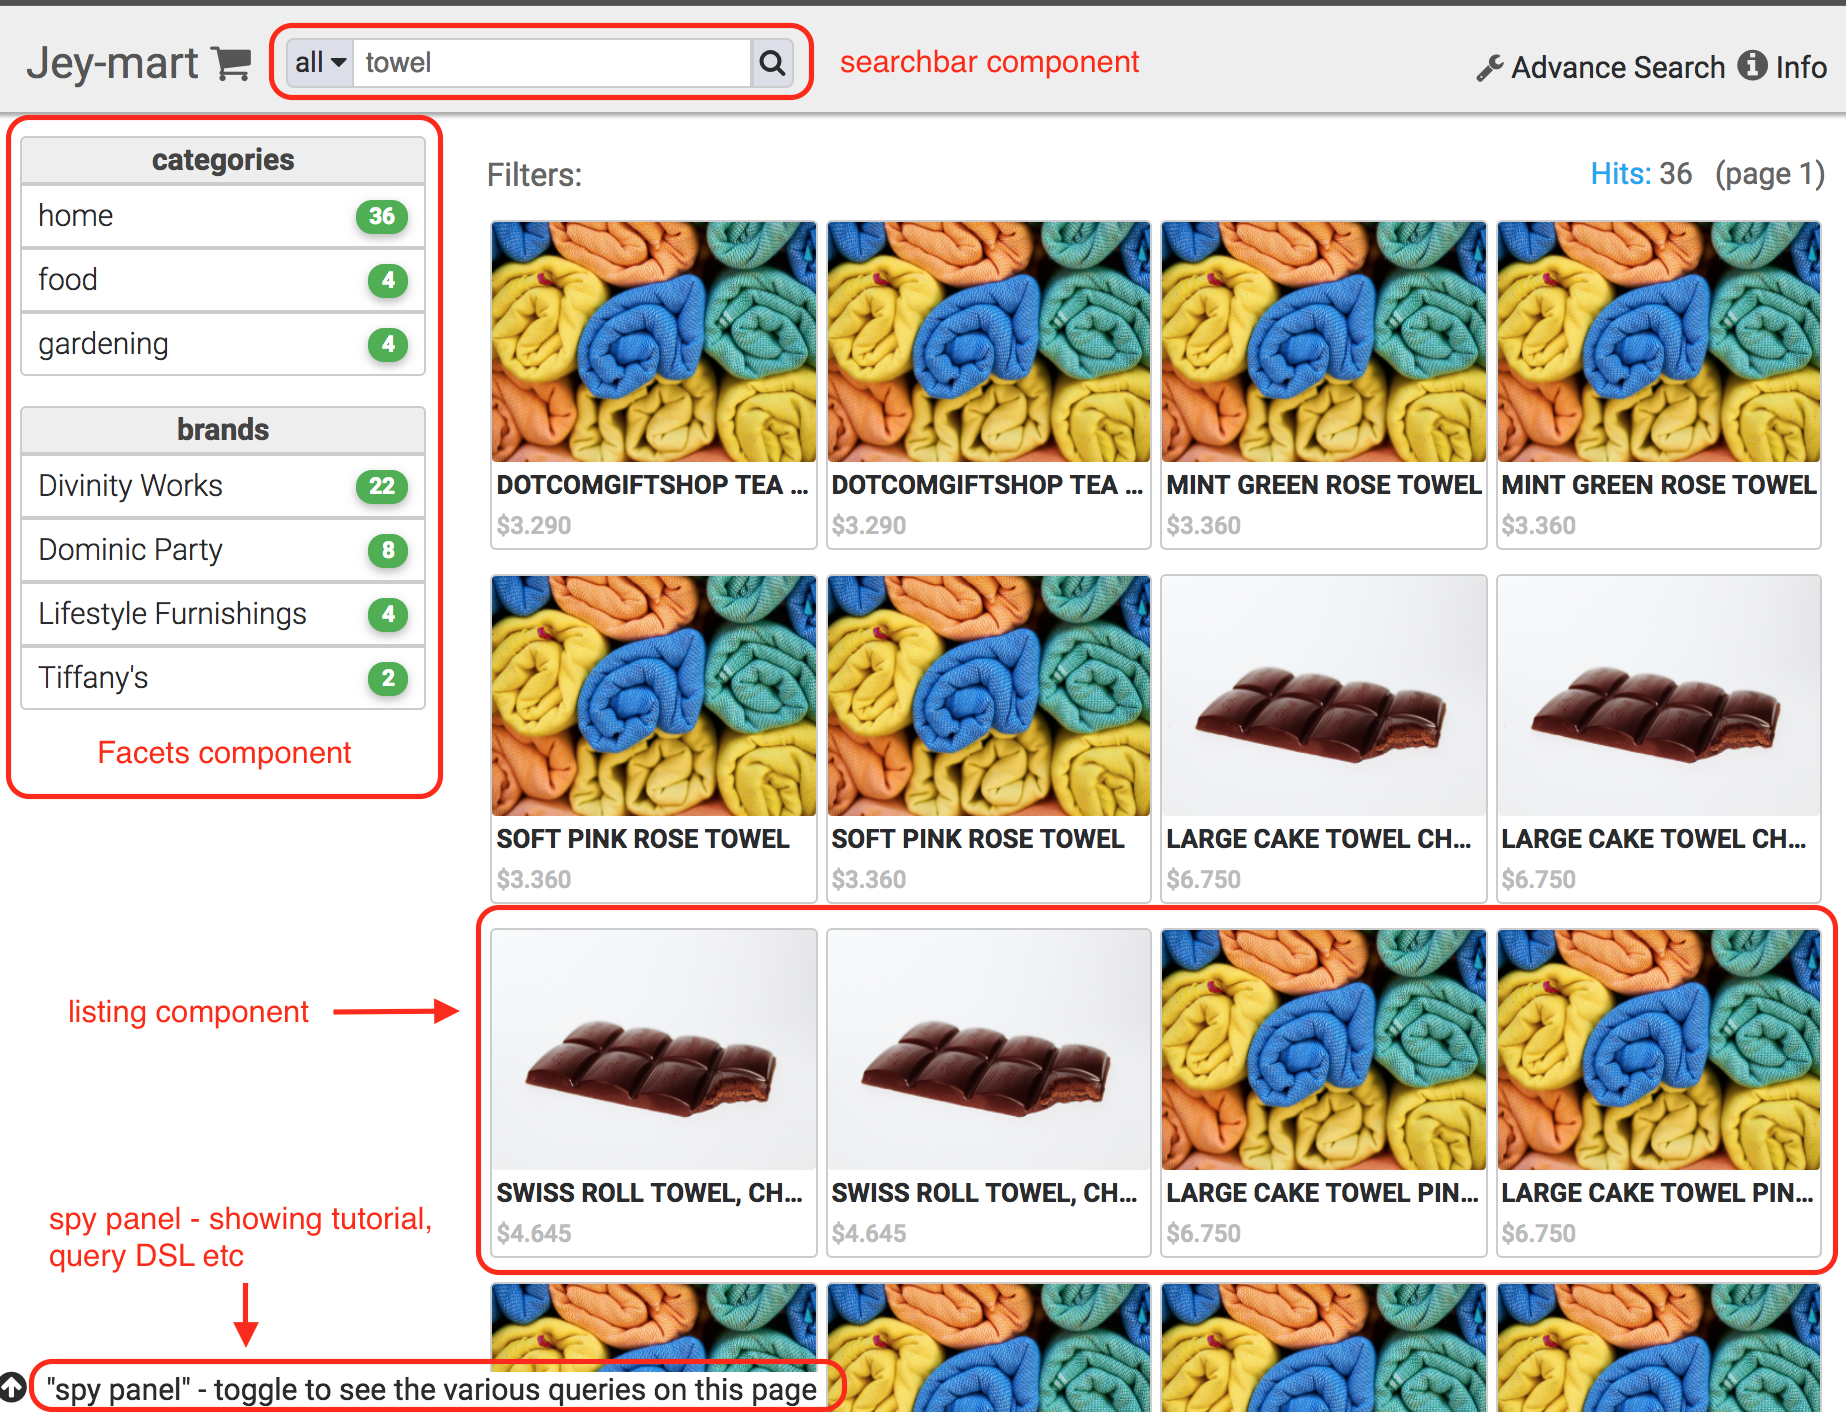 Jey-mart
all
towel
searchbar component
Advance Search
Info
categories
home 36
food 4
gardening 4
brands
Divinity Works 22
Dominic Party 8
Lifestyle Furnishings 4
Tiffany's 2
Facets component
Filters:
Hits: 36 (page 1)
DOTCOMGIFTSHOP TEA ...
$3.290
DOTCOMGIFTSHOP TEA ...
$3.290
MINT GREEN ROSE TOWEL
$3.360
MINT GREEN ROSE TOWEL
$3.360
SOFT PINK ROSE TOWEL
$3.360
SOFT PINK ROSE TOWEL
$3.360
LARGE CAKE TOWEL CH...
$6.750
LARGE CAKE TOWEL CH...
$6.750
listing component
SWISS ROLL TOWEL, CH...
$4.645
SWISS ROLL TOWEL, CH...
$4.645
LARGE CAKE TOWEL PIN...
$6.750
LARGE CAKE TOWEL PIN...
$6.750
spy panel - showing tutorial,
query DSL etc
"spy panel" - toggle to see the various queries on this page